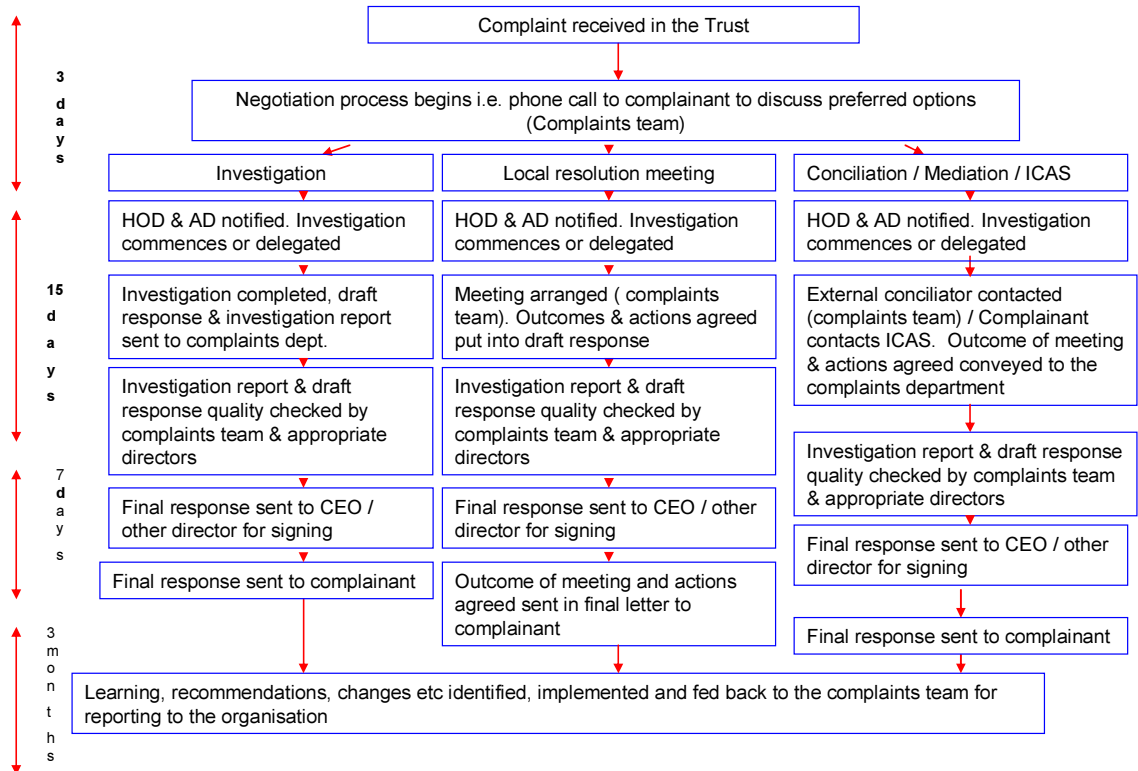 Complaint received in the Trust
3
d
a
y
s
Negotiation process begins i.e. phone call to complainant to discuss preferred options
(Complaints team)
Investigation
Local resolution meeting
Conciliation / Mediation / ICAS
15
d
a
y
s
HOD & AD notified. Investigation
commences or delegated
HOD & AD notified. Investigation
commences or delegated
HOD & AD notified. Investigation
commences or delegated
Investigation completed, draft
response & investigation report
sent to complaints dept.
Meeting arranged ( complaints
team). Outcomes & actions agreed
put into draft response
External conciliator contacted
(complaints team) / Complainant
contacts ICAS.  Outcome of meeting
& actions agreed conveyed to the
complaints department
Investigation report & draft
response quality checked by
complaints team & appropriate
directors
Investigation report & draft
response quality checked by
complaints team & appropriate
directors
Investigation report & draft response
quality checked by complaints team
& appropriate directors
7
d
a y
s
Final response sent to CEO /
other director for signing
Final response sent to CEO / other
director for signing
Final response sent to CEO / other
director for signing
Final response sent to complainant
Outcome of meeting and actions
agreed sent in final letter to
complainant
Final response sent to complainant
3
m
o n
t
h s
Learning, recommendations, changes etc identified, implemented and fed back to the complaints team for
reporting to the organisation